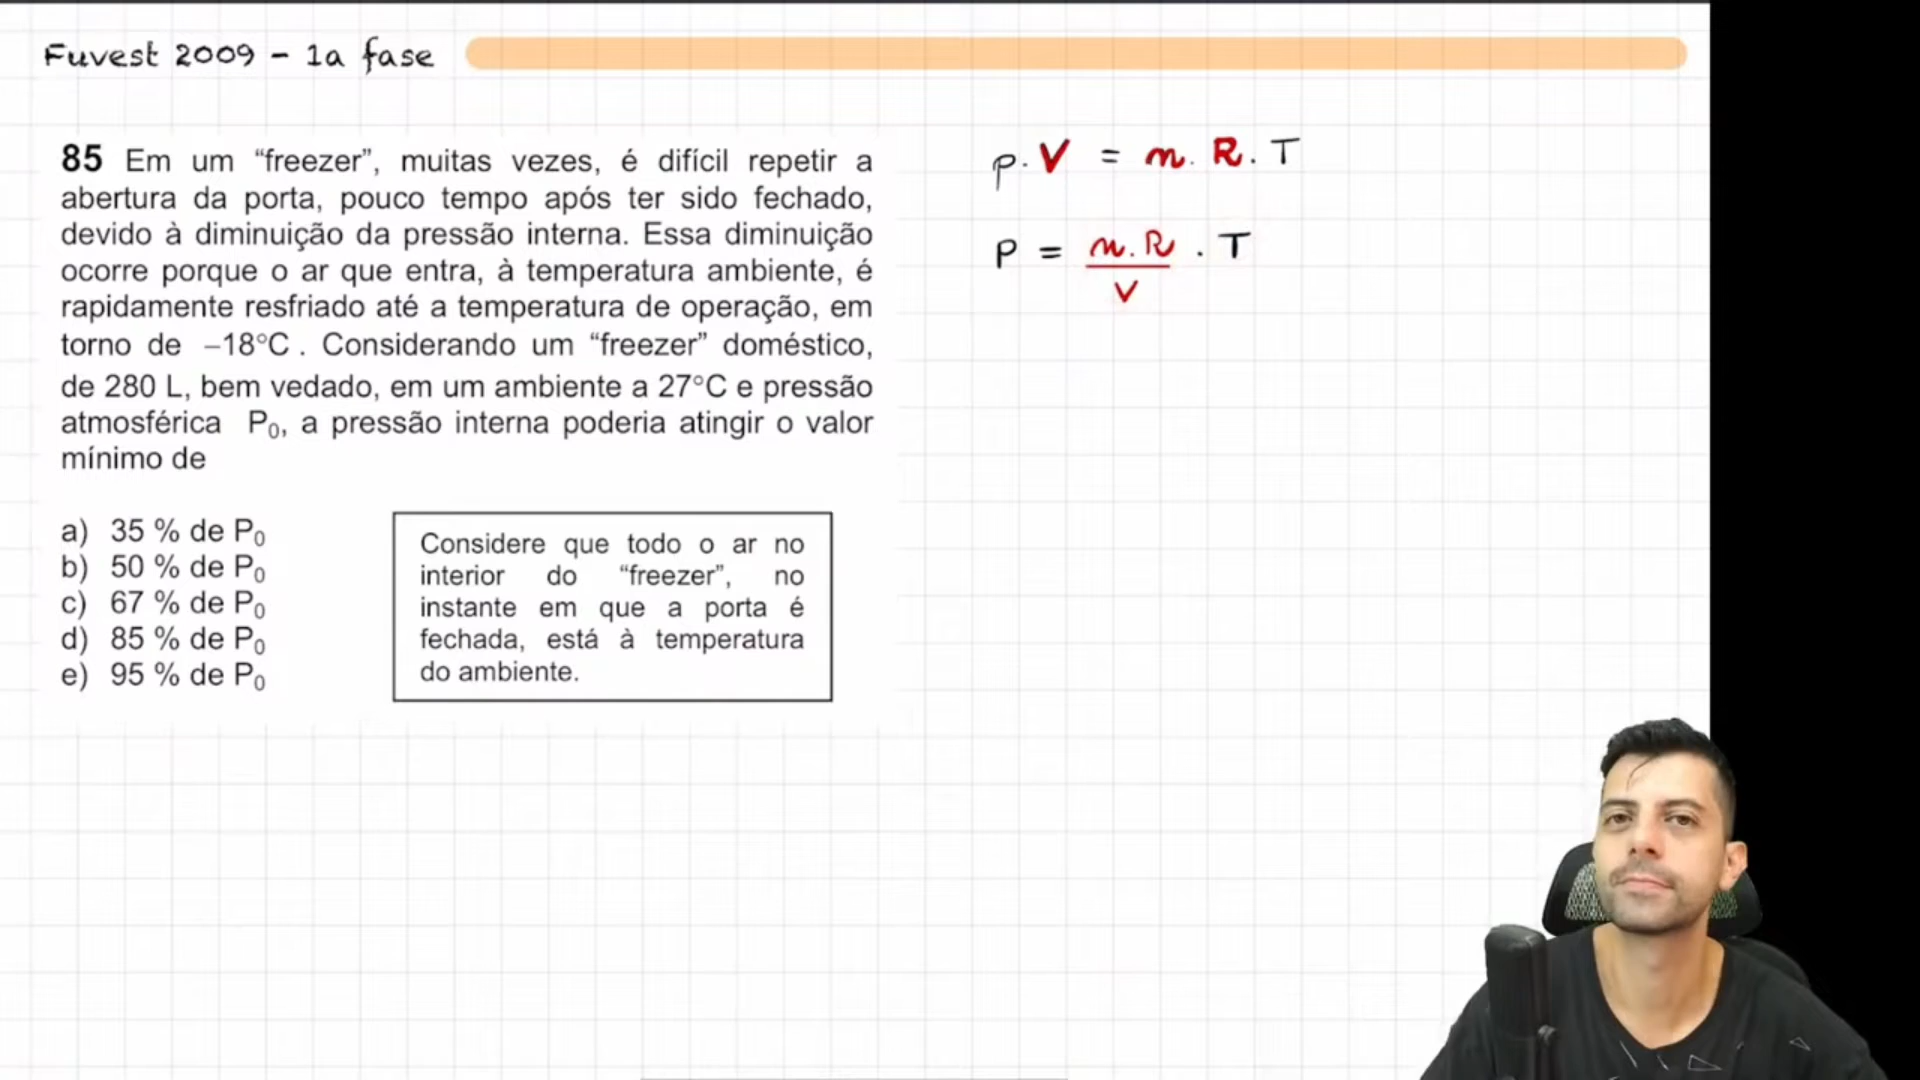 Fuvest 2009 - 1a fase
85 Em um “freezer”, muitas vezes, é difícil repetir a
abertura da porta, pouco tempo após ter sido fechado,
devido à diminuição da pressão interna. Essa diminuição
ocorre porque o ar que entra, à temperatura ambiente, é
rapidamente resfriado até a temperatura de operação, em
torno de –18°C . Considerando um “freezer” doméstico,
de 280 L, bem vedado, em um ambiente a 27°C e pressão
atmosférica P₀, a pressão interna poderia atingir o valor
mínimo de
a) 35 % de P₀
b) 50 % de P₀
c) 67 % de P₀
d) 85 % de P₀
e) 95 % de P₀
Considere que todo o ar no
interior do “freezer”, no
instante em que a porta é
fechada, está à temperatura
do ambiente.
p. V = n. R. T
P = n.R . T
V